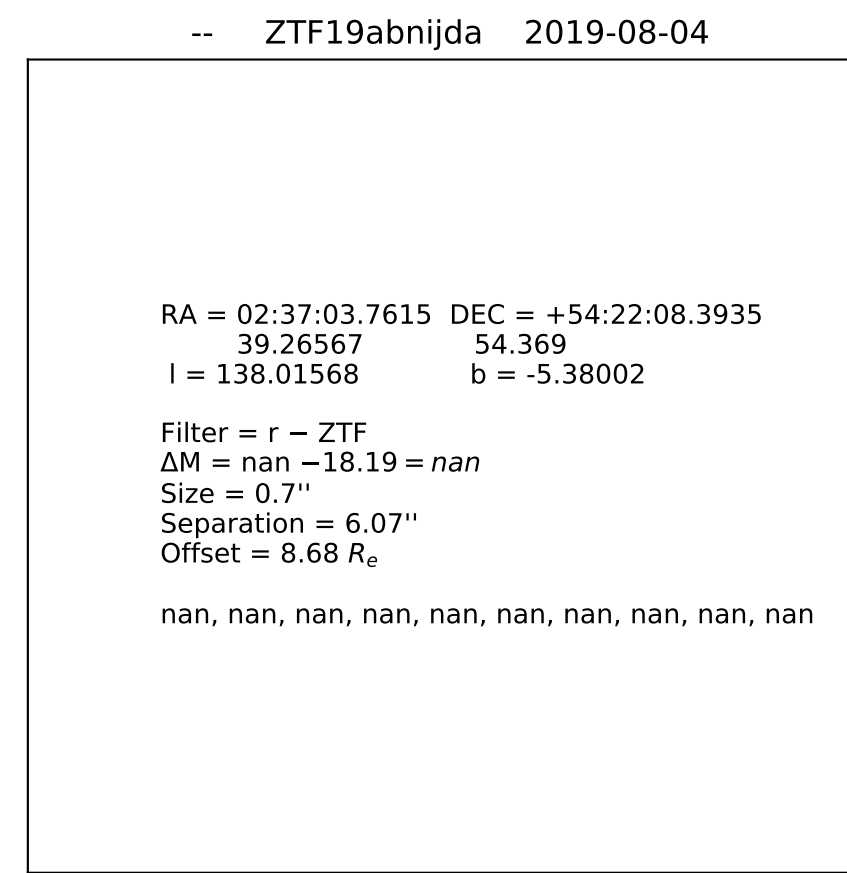 -- ZTF19abnijda 2019-08-04
RA = 02:37:03.7615 DEC = +54:22:08.3935
39.26567 54.369
l = 138.01568 b = -5.38002
Filter = r − ZTF
ΔM = nan −18.19 = nan
Size = 0.7''
Separation = 6.07''
Offset = 8.68 Re
nan, nan, nan, nan, nan, nan, nan, nan, nan, nan